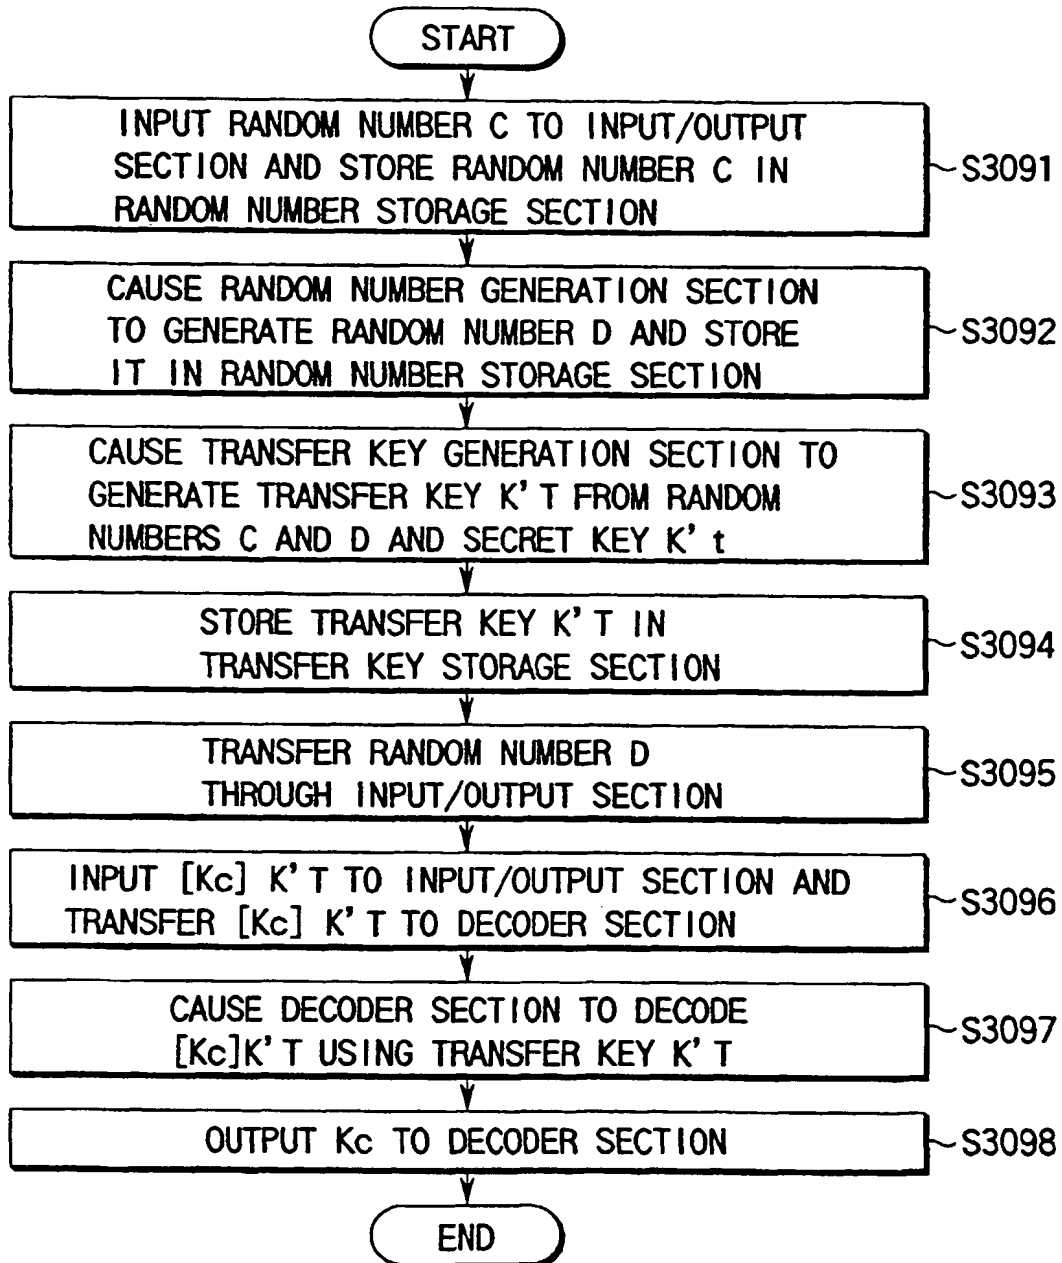 START
INPUT RANDOM NUMBER C TO INPUT/OUTPUT
SECTION AND STORE RANDOM NUMBER C IN
RANDOM NUMBER STORAGE SECTION
S3091
CAUSE RANDOM NUMBER GENERATION SECTION
TO GENERATE RANDOM NUMBER D AND STORE
IT IN RANDOM NUMBER STORAGE SECTION
S3092
CAUSE TRANSFER KEY GENERATION SECTION TO
GENERATE TRANSFER KEY K'T FROM RANDOM
NUMBERS C AND D AND SECRET KEY K't
S3093
STORE TRANSFER KEY K'T IN
TRANSFER KEY STORAGE SECTION
S3094
TRANSFER RANDOM NUMBER D
THROUGH INPUT/OUTPUT SECTION
S3095
INPUT [Kc] K'T TO INPUT/OUTPUT SECTION AND
TRANSFER [Kc] K'T TO DECODER SECTION
S3096
CAUSE DECODER SECTION TO DECODE
[Kc]K'T USING TRANSFER KEY K'T
S3097
OUTPUT Kc TO DECODER SECTION
S3098
END